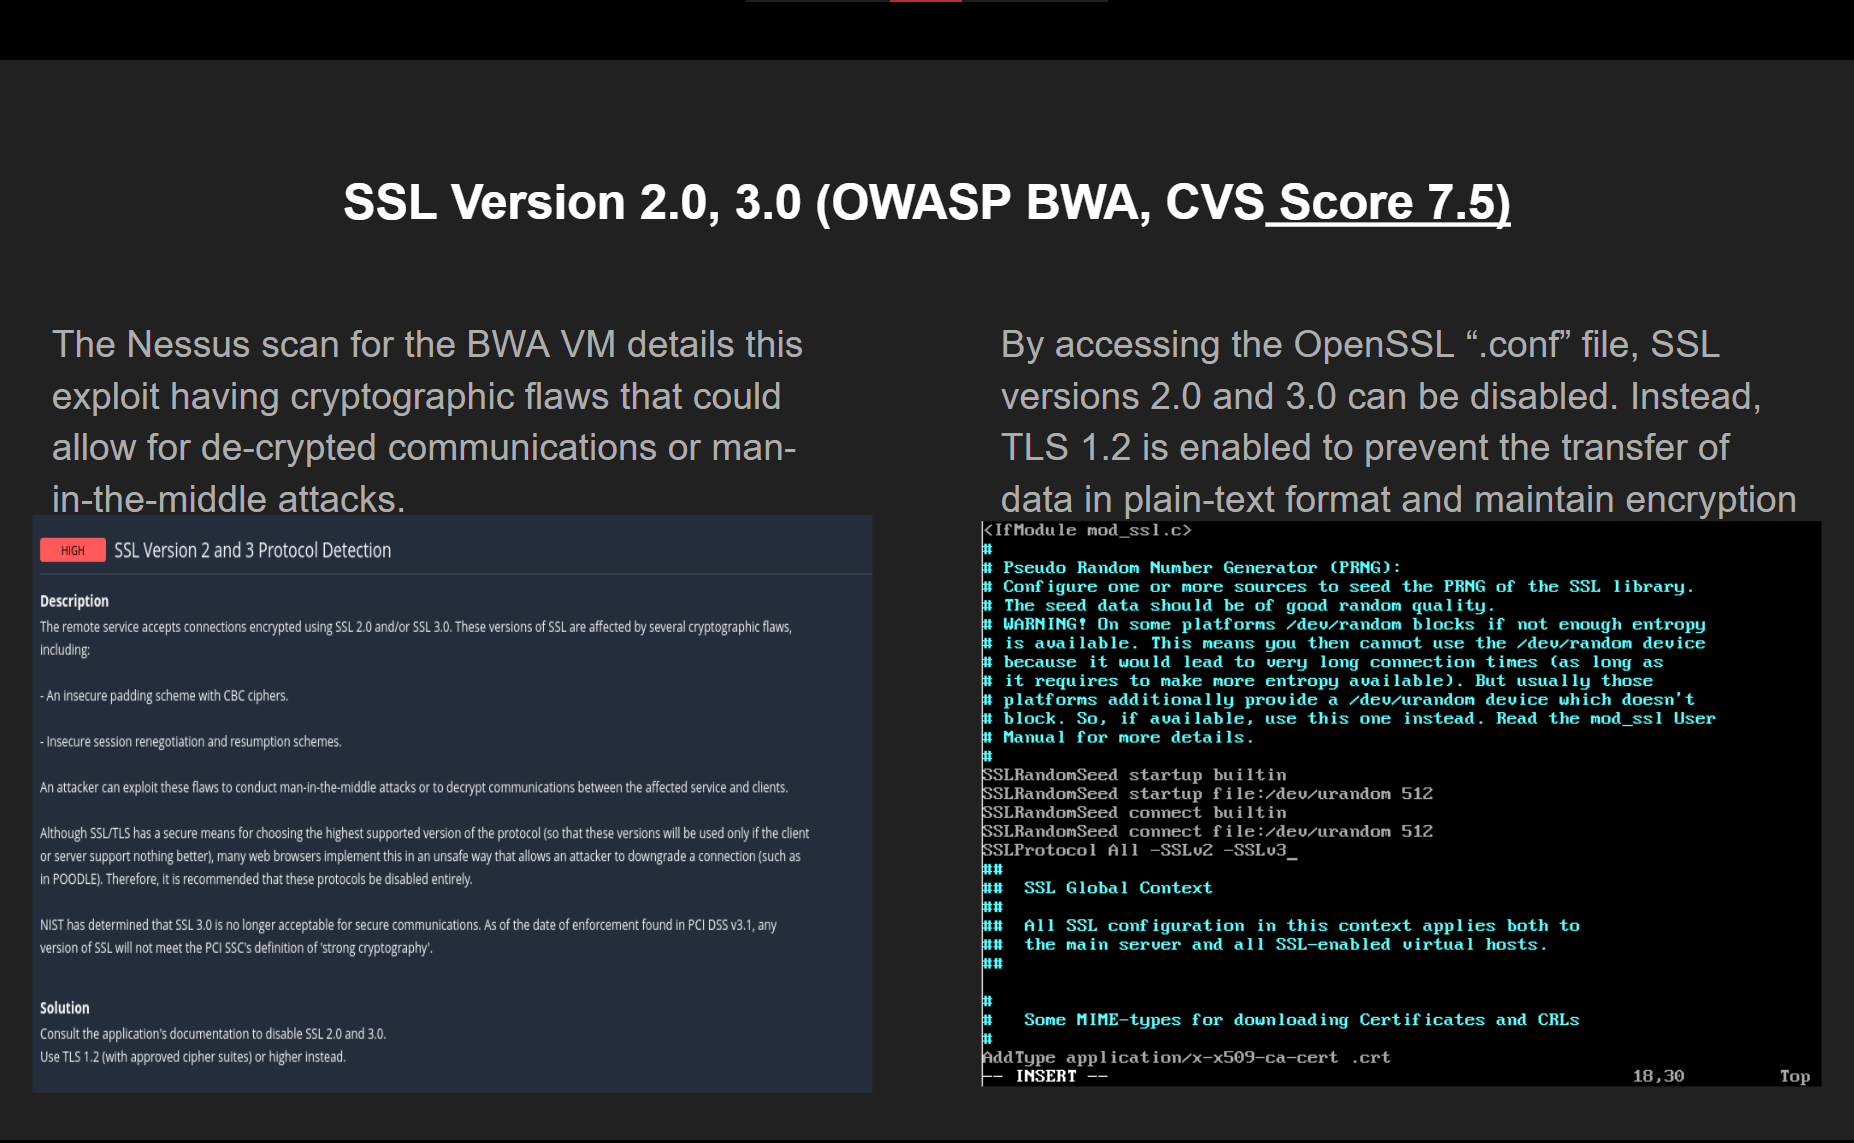 SSL Version 2.0, 3.0 (OWASP BWA, CVS Score 7.5)
The Nessus scan for the BWA VM details this
exploit having cryptographic flaws that could
allow for de-crypted communications or man-
in-the-middle attacks.
HIGH SSL Version 2 and 3 Protocol Detection
Description
The remote service accepts connections encrypted using SSL 2.0 and/or SSL 3.0. These versions of SSL are affected by several cryptographic flaws,
including:
- An insecure padding scheme with CBC ciphers.
- Insecure session renegotiation and resumption schemes.
An attacker can exploit these flaws to conduct man-in-the-middle attacks or to decrypt communications between the affected service and clients.
Although SSL/TLS has a secure means for choosing the highest supported version of the protocol (so that these versions will be used only if the client
or server support nothing better), many web browsers implement this in an unsafe way that allows an attacker to downgrade a connection (such as
in POODLE). Therefore, it is recommended that these protocols be disabled entirely.
NIST has determined that SSL 3.0 is no longer acceptable for secure communications. As of the date of enforcement found in PCI DSS v3.1, any
version of SSL will not meet the PCI SSC's definition of 'strong cryptography'.
Solution
Consult the application's documentation to disable SSL 2.0 and 3.0.
Use TLS 1.2 (with approved cipher suites) or higher instead.
By accessing the OpenSSL “.conf” file, SSL
versions 2.0 and 3.0 can be disabled. Instead,
TLS 1.2 is enabled to prevent the transfer of
data in plain-text format and maintain encryption
<IfModule mod_ssl.c>
#
# Pseudo Random Number Generator (PRNG):
# Configure one or more sources to seed the PRNG of the SSL library.
# The seed data should be of good random quality.
# WARNING! On some platforms /dev/random blocks if not enough entropy
# is available. This means you then cannot use the /dev/random device
# because it would lead to very long connection times (as long as
# it requires to make more entropy available). But usually those
# platforms additionally provide a /dev/urandom device which doesn't
# block. So, if available, use this one instead. Read the mod_ssl User
# Manual for more details.
#
SSLRandomSeed startup builtin
SSLRandomSeed startup file:/dev/urandom 512
SSLRandomSeed connect builtin
SSLRandomSeed connect file:/dev/urandom 512
SSLProtocol All -SSLv2 -SSLv3_
##
## SSL Global Context
##
## All SSL configuration in this context applies both to
## the main server and all SSL-enabled virtual hosts.
##
#
# Some MIME-types for downloading Certificates and CRLs
#
AddType application/x-x509-ca-cert .crt
-- INSERT -- 18,30 Top